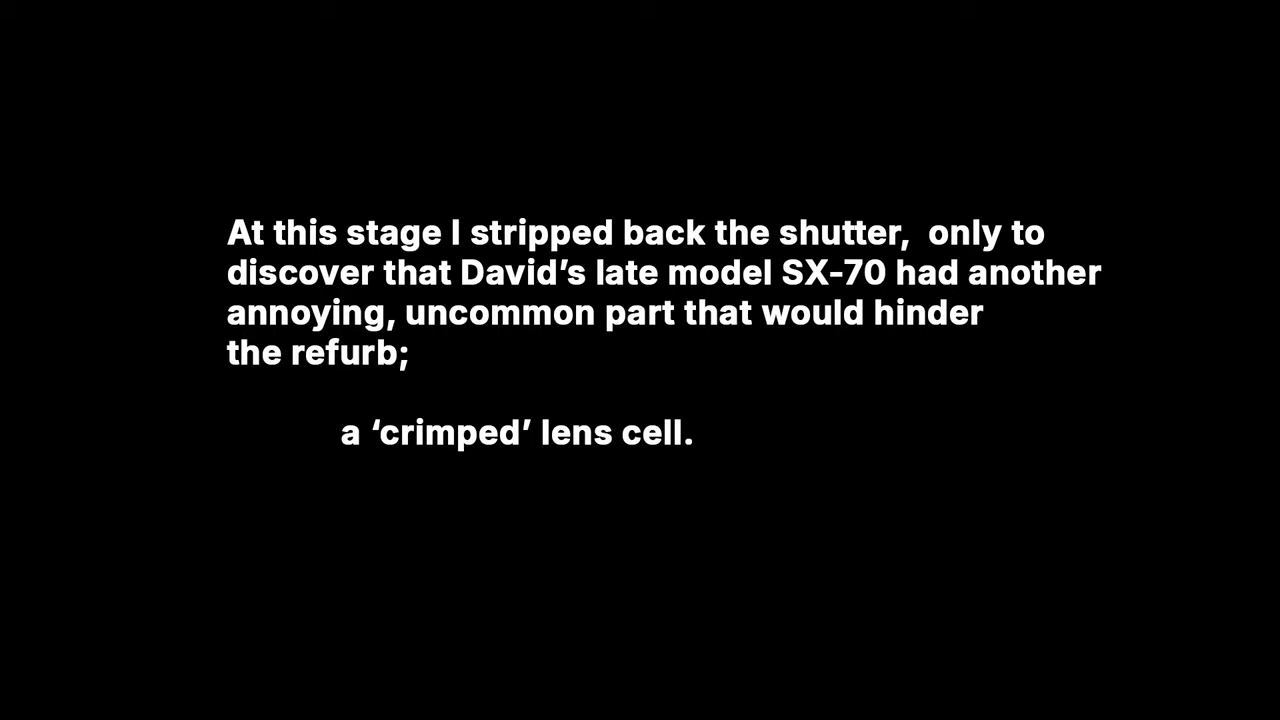 At this stage I stripped back the shutter,  only to
discover that David’s late model SX-70 had another
annoying, uncommon part that would hinder
the refurb;
a ‘crimped’ lens cell.